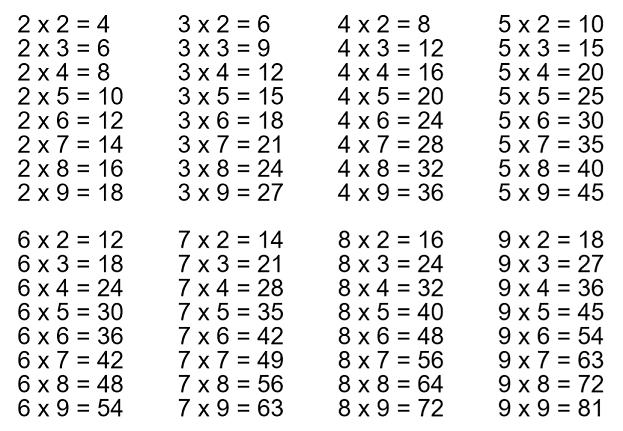 2 x 2 = 4
2 x 3 = 6
2 x 4 = 8
2 x 5 = 10
2 x 6 = 12
2 x 7 = 14
2 x 8 = 16
2 x 9 = 18
3 x 2 = 6
3 x 3 = 9
3 x 4 = 12
3 x 5 = 15
3 x 6 = 18
3 x 7 = 21
3 x 8 = 24
3 x 9 = 27
4 x 2 = 8
4 x 3 = 12
4 x 4 = 16
4 x 5 = 20
4 x 6 = 24
4 x 7 = 28
4 x 8 = 32
4 x 9 = 36
5 x 2 = 10
5 x 3 = 15
5 x 4 = 20
5 x 5 = 25
5 x 6 = 30
5 x 7 = 35
5 x 8 = 40
5 x 9 = 45
6 x 2 = 12
6 x 3 = 18
6 x 4 = 24
6 x 5 = 30
6 x 6 = 36
6 x 7 = 42
6 x 8 = 48
6 x 9 = 54
7 x 2 = 14
7 x 3 = 21
7 x 4 = 28
7 x 5 = 35
7 x 6 = 42
7 x 7 = 49
7 x 8 = 56
7 x 9 = 63
8 x 2 = 16
8 x 3 = 24
8 x 4 = 32
8 x 5 = 40
8 x 6 = 48
8 x 7 = 56
8 x 8 = 64
8 x 9 = 72
9 x 2 = 18
9 x 3 = 27
9 x 4 = 36
9 x 5 = 45
9 x 6 = 54
9 x 7 = 63
9 x 8 = 72
9 x 9 = 81